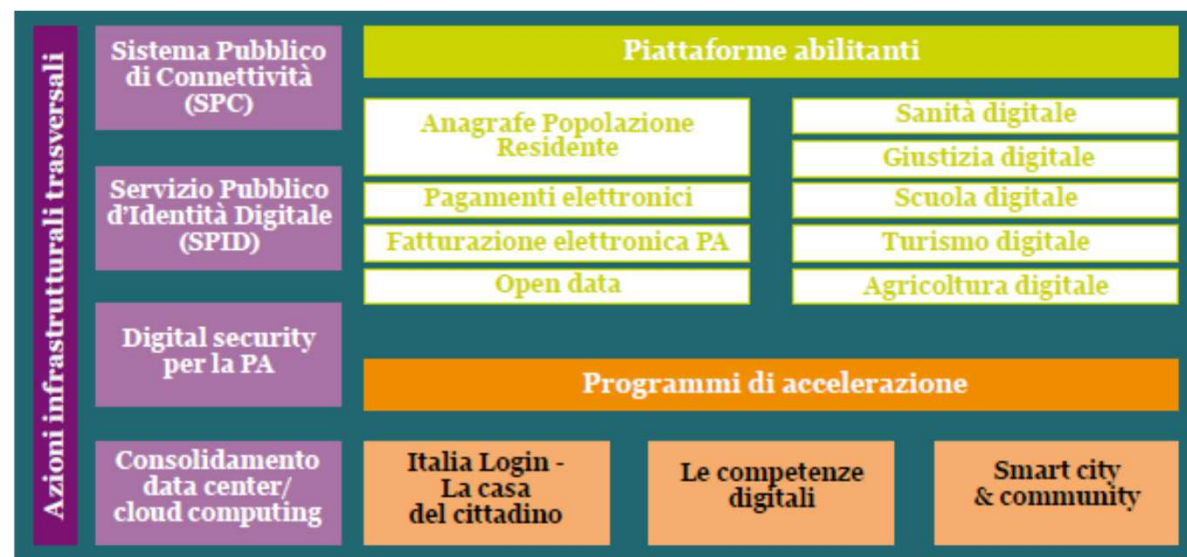 Azioni infrastrutturali trasversali
Sistema Pubblico
di Connettività
(SPC)
Servizio Pubblico
d'Identità Digitale
(SPID)
Digital security
per la PA
Consolidamento
data center/
cloud computing
Piattaforme abilitanti
Anagrafe Popolazione
Residente
Pagamenti elettronici
Fatturazione elettronica PA
Open data
Sanità digitale
Giustizia digitale
Scuola digitale
Turismo digitale
Agricoltura digitale
Programmi di accelerazione
Italia Login -
La casa
del cittadino
Le competenze
digitali
Smart city
& community